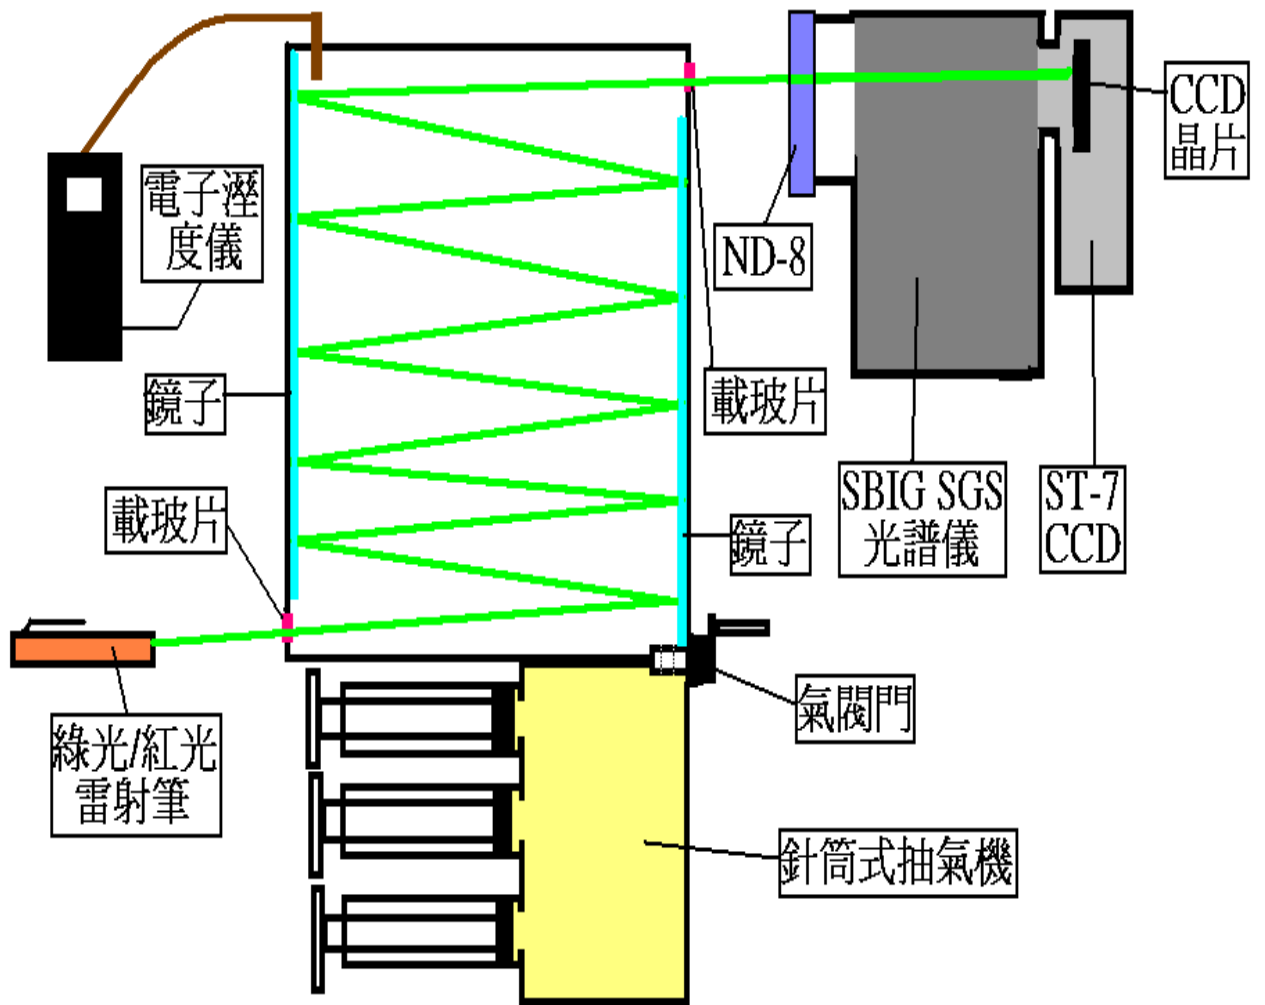 CCD
晶片
電子溼
度儀
ND-8
鏡子
載玻片
SBIG SGS
光譜儀
ST-7
CCD
載玻片
鏡子
氣閥門
綠光/紅光
雷射筆
針筒式抽氣機